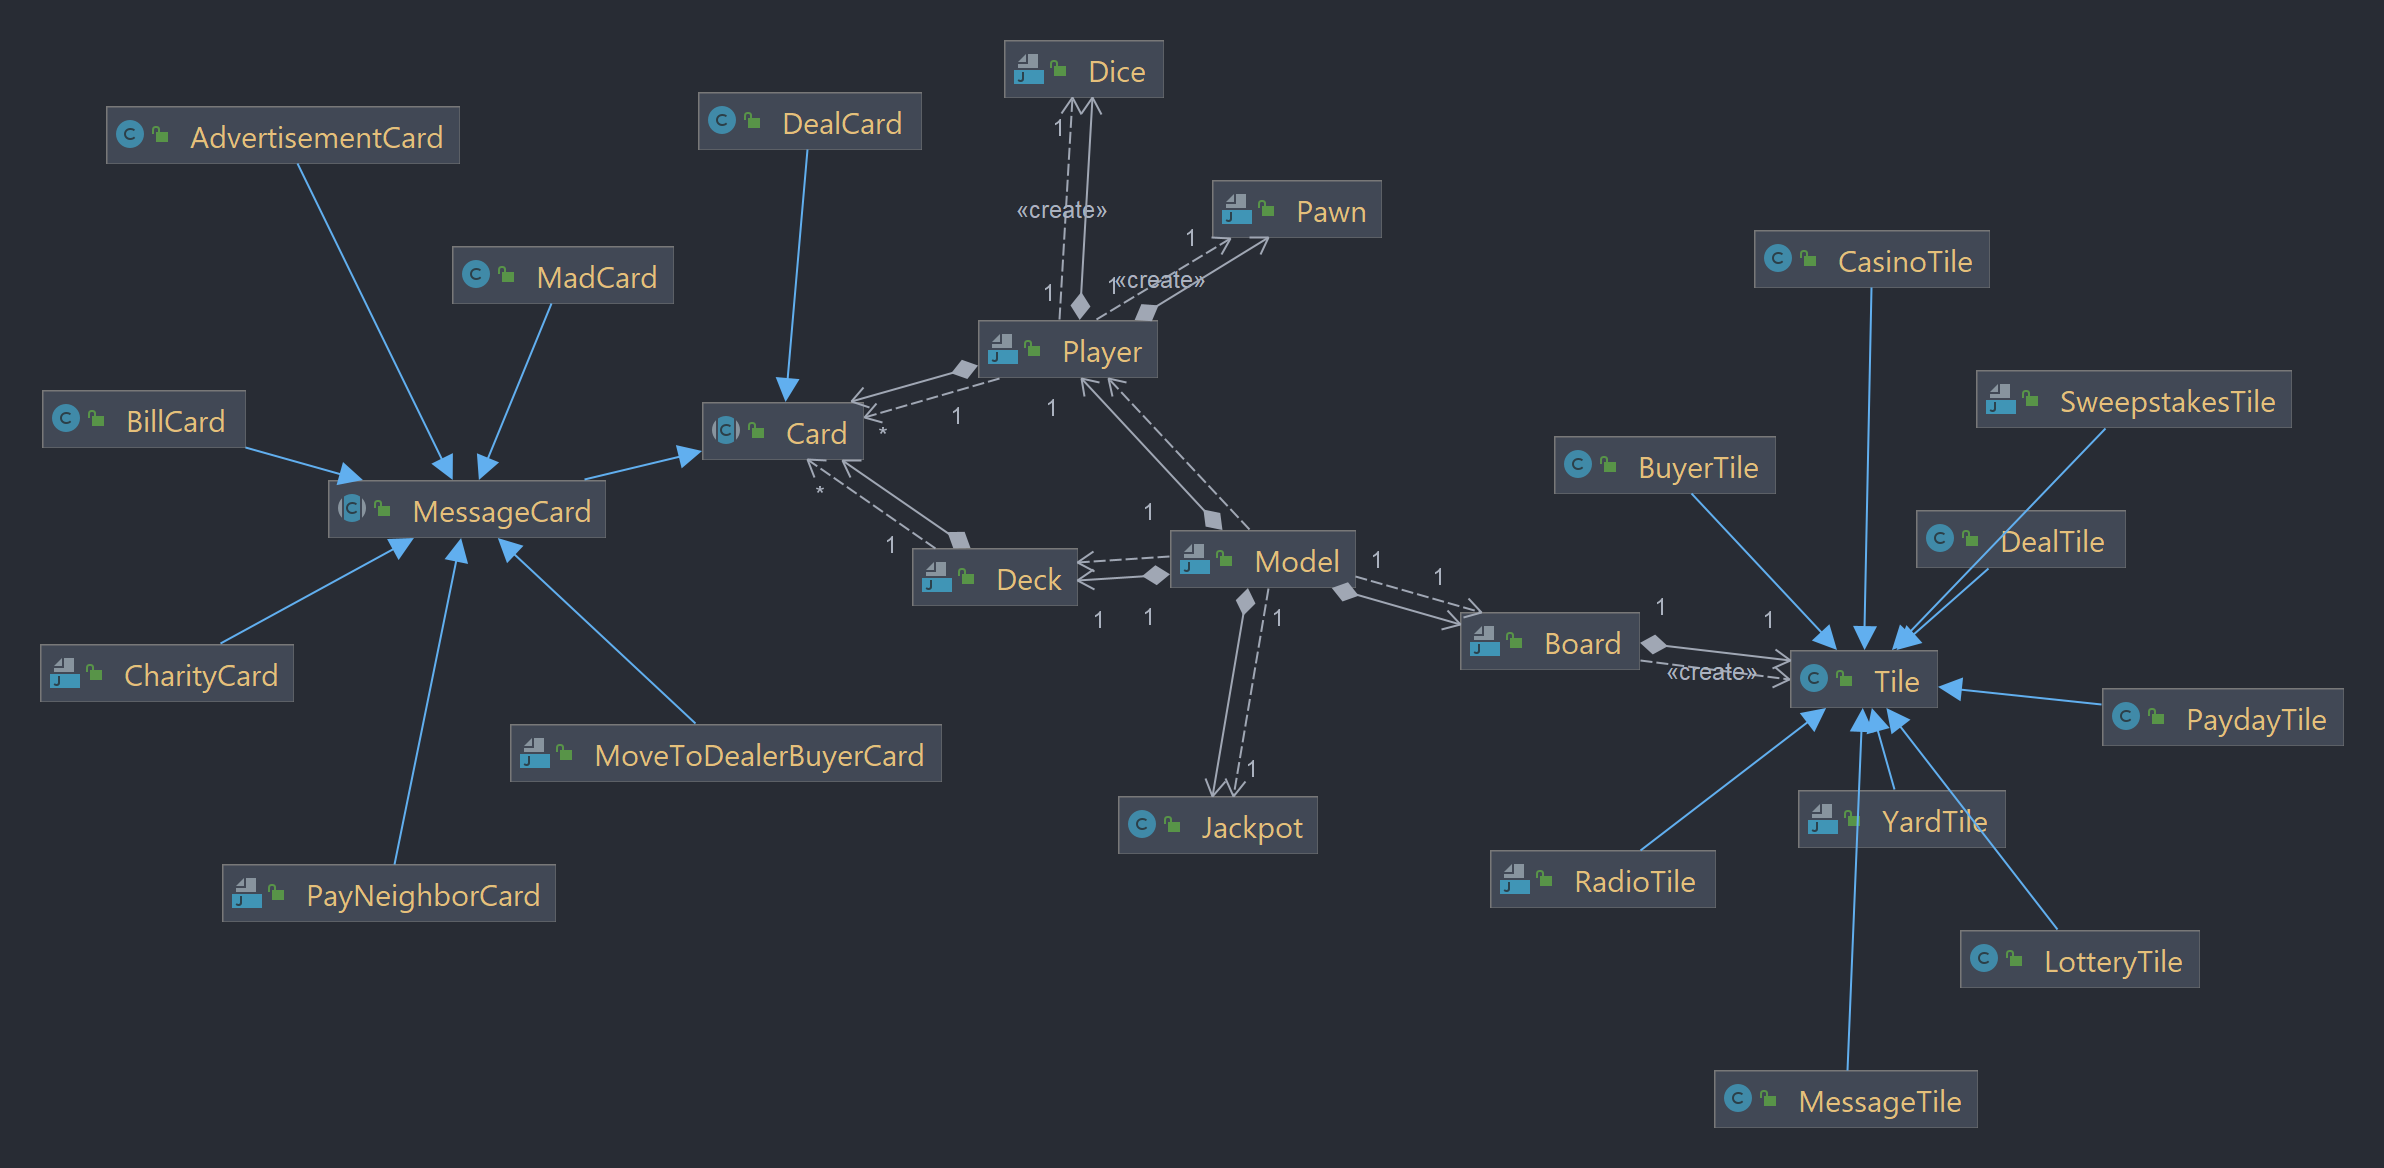 Dice
AdvertisementCard
DealCard
1
«create»
Pawn
1
MadCard
CasinoTile
1
«create»
1
Player
BillCard
1
1
SweepstakesTile
Card
*
BuyerTile
*
MessageCard
1
1
DealTile
Deck
Model
1
1
1
1
1
1
1
Board
CharityCard
«create»
Tile
PaydayTile
MoveToDealerBuyerCard
1
Jackpot
YardTile
PayNeighborCard
RadioTile
LotteryTile
MessageTile